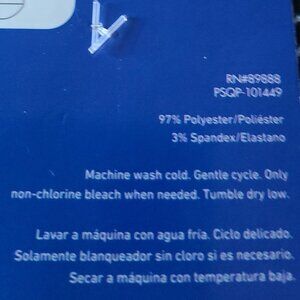 RN#89888
PSQP-101449
97% Polyester/Poliéster
3% Spandex/Elastano
Machine wash cold. Gentle cycle. Only
non-chlorine bleach when needed. Tumble dry low.
Lavar a máquina con agua fría. Ciclo delicado.
Solamente blanqueador sin cloro si es necesario.
Secar a máquina con temperatura baja.